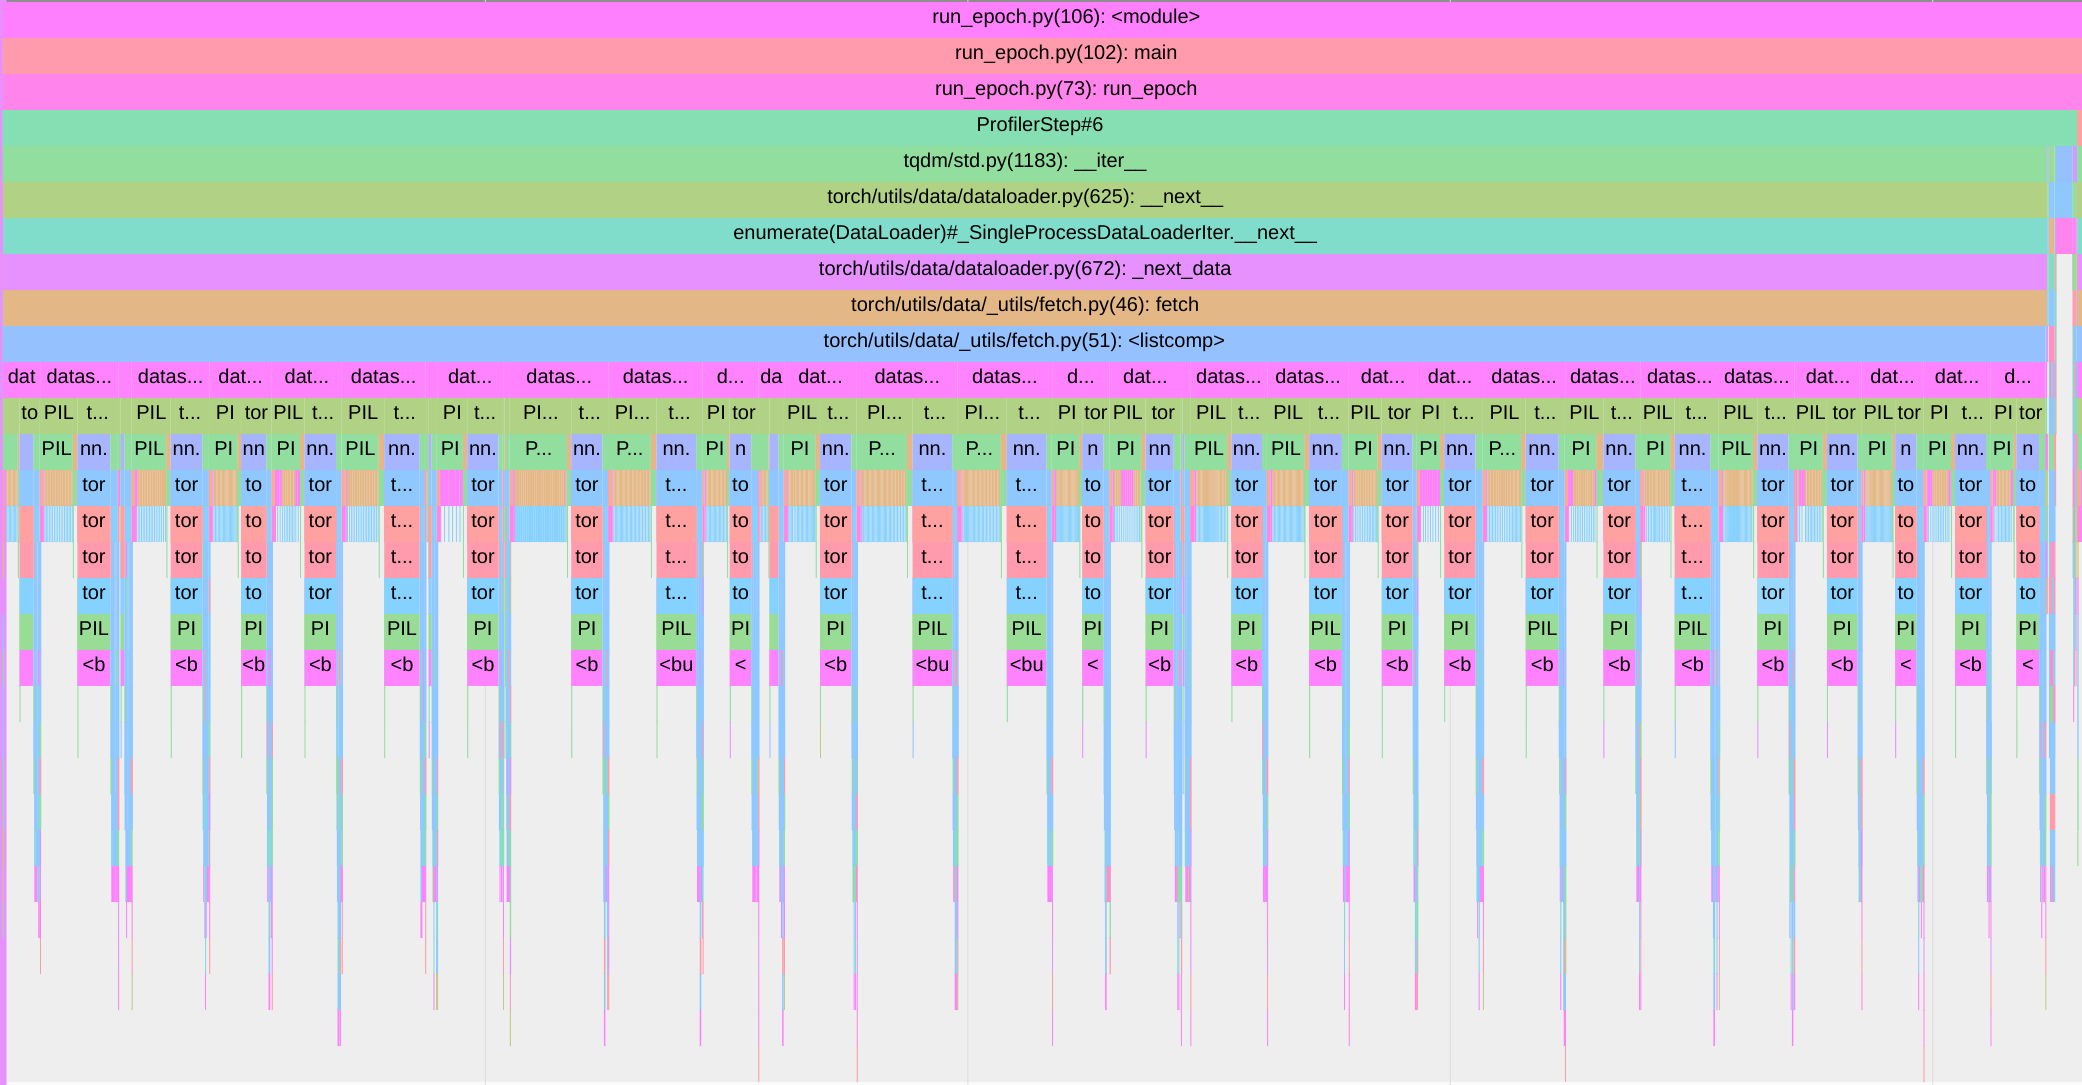 run_epoch.py(106): <module>
run_epoch.py(102): main
run_epoch.py(73): run_epoch
ProfilerStep#6
tqdm/std.py(1183): __iter__
torch/utils/data/dataloader.py(625): __next__
enumerate(DataLoader)#_SingleProcessDataLoaderIter.__next__
torch/utils/data/dataloader.py(672): _next_data
torch/utils/data/_utils/fetch.py(46): fetch
torch/utils/data/_utils/fetch.py(51): <listcomp>
dat datas... datas... dat... dat... datas... dat... datas... datas... d... da dat... datas... datas... d... dat... datas... datas... dat... dat... datas... datas... datas... datas... dat... dat... dat... d...
to PIL t... PIL t... PI tor PIL t... PIL t... PI t... PI... t... PI... t... PI tor PIL t... PI... t... PI... t... PI tor PIL tor PIL t... PIL t... PIL tor PI t... PIL t... PIL t... PIL t... PIL t... PIL tor PIL tor PI t... PI tor
PIL nn. PIL nn. PI nn PI nn. PIL nn. PI nn. P... nn. P... nn. PI n PI nn. P... nn. P... nn. PI n PI nn PIL nn. PIL nn. PI nn. PI nn. P... nn. PI nn. PI nn. PIL nn. PI nn. PI n PI nn. PI n
tor tor to tor t... tor tor t... to tor t... t... to tor tor tor tor tor tor tor t... tor tor to tor to
tor tor to tor t... tor tor t... to tor t... t... to tor tor tor tor tor tor tor t... tor tor to tor to
tor tor to tor t... tor tor t... to tor t... t... to tor tor tor tor tor tor tor t... tor tor to tor to
tor tor to tor t... tor tor t... to tor t... t... to tor tor tor tor tor tor tor t... tor tor to tor to
PIL PI PI PI PIL PI PI PIL PI PI PIL PIL PI PI PI PIL PI PI PIL PI PIL PI PI PI PI PI
<b <b <b <b <b <b <b <bu < <b <bu <bu < <b <b <b <b <b <b <b <b <b <b < <b <